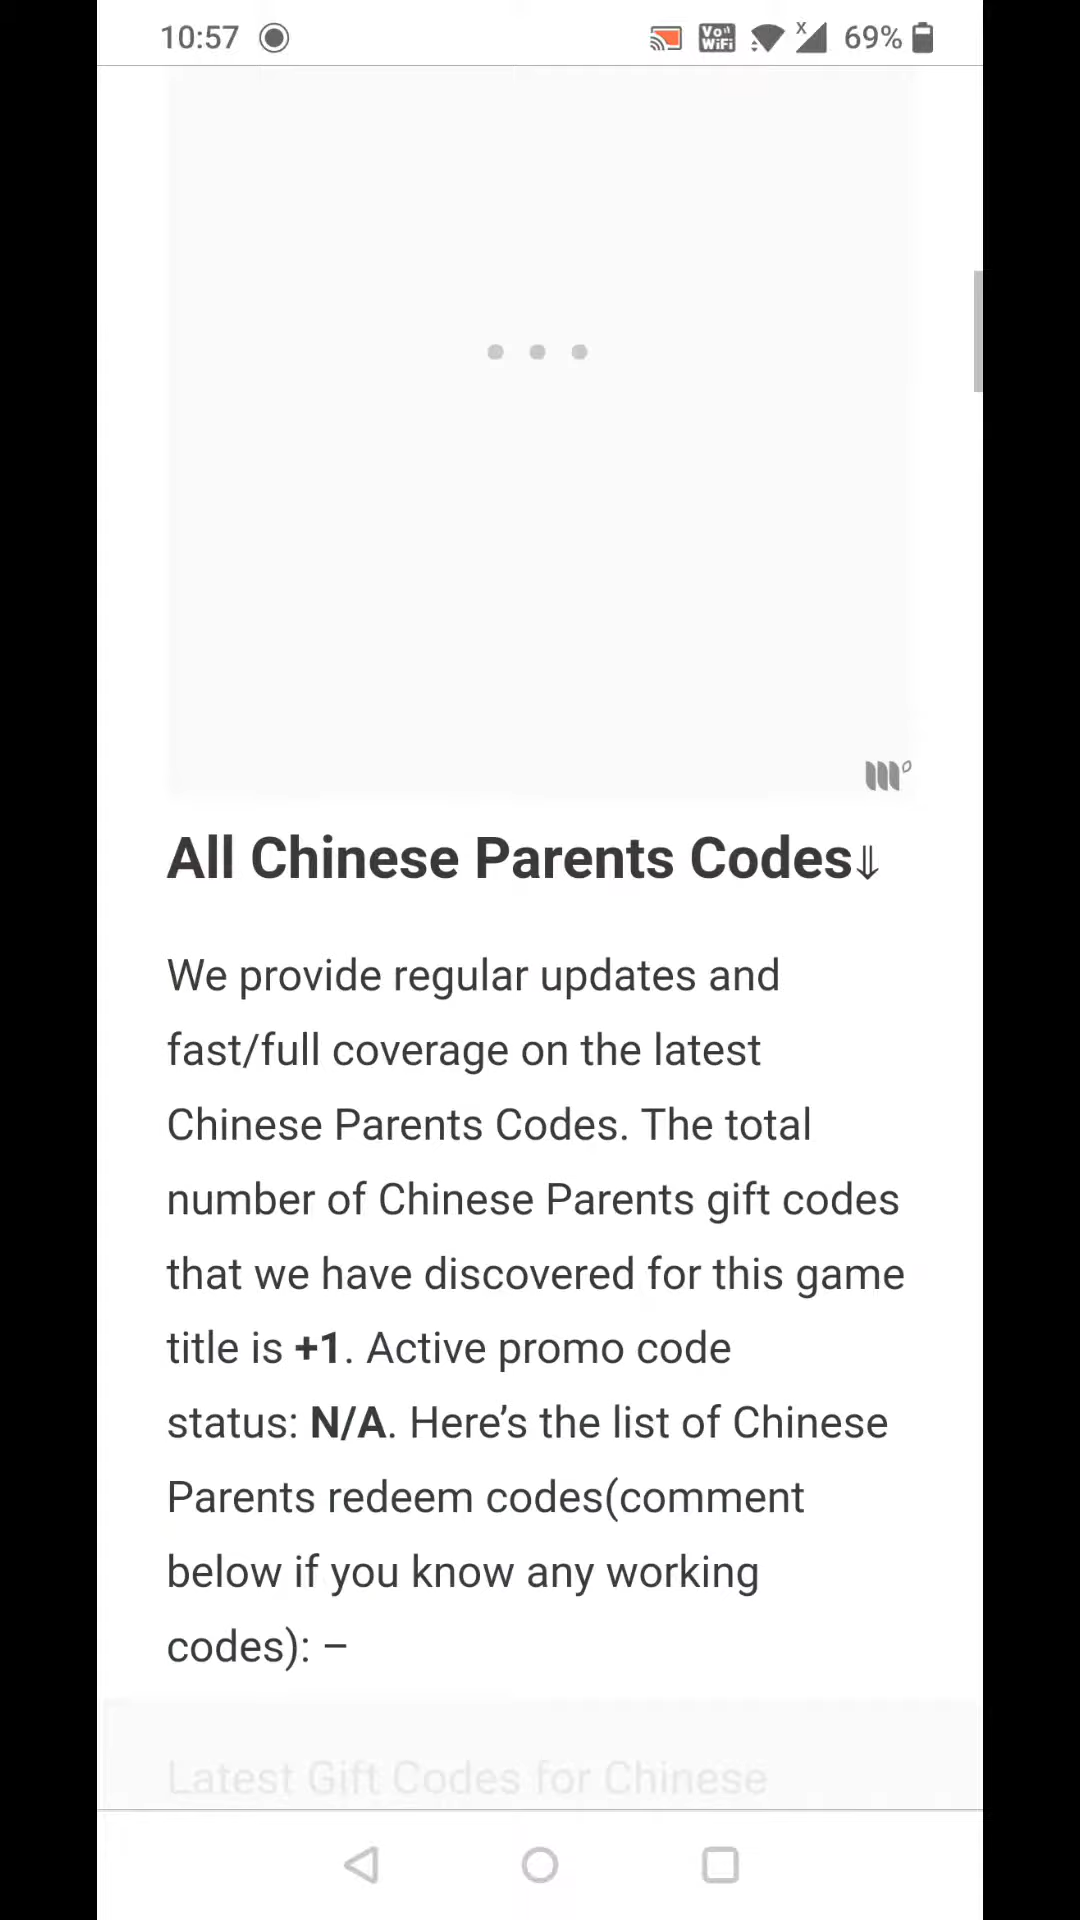 10:57
Vo WiFi
X
69%
All Chinese Parents Codes⇓
We provide regular updates and
fast/full coverage on the latest
Chinese Parents Codes. The total
number of Chinese Parents gift codes
that we have discovered for this game
title is +1. Active promo code
status: N/A. Here’s the list of Chinese
Parents redeem codes(comment
below if you know any working
codes): –
Latest Gift Codes for Chinese